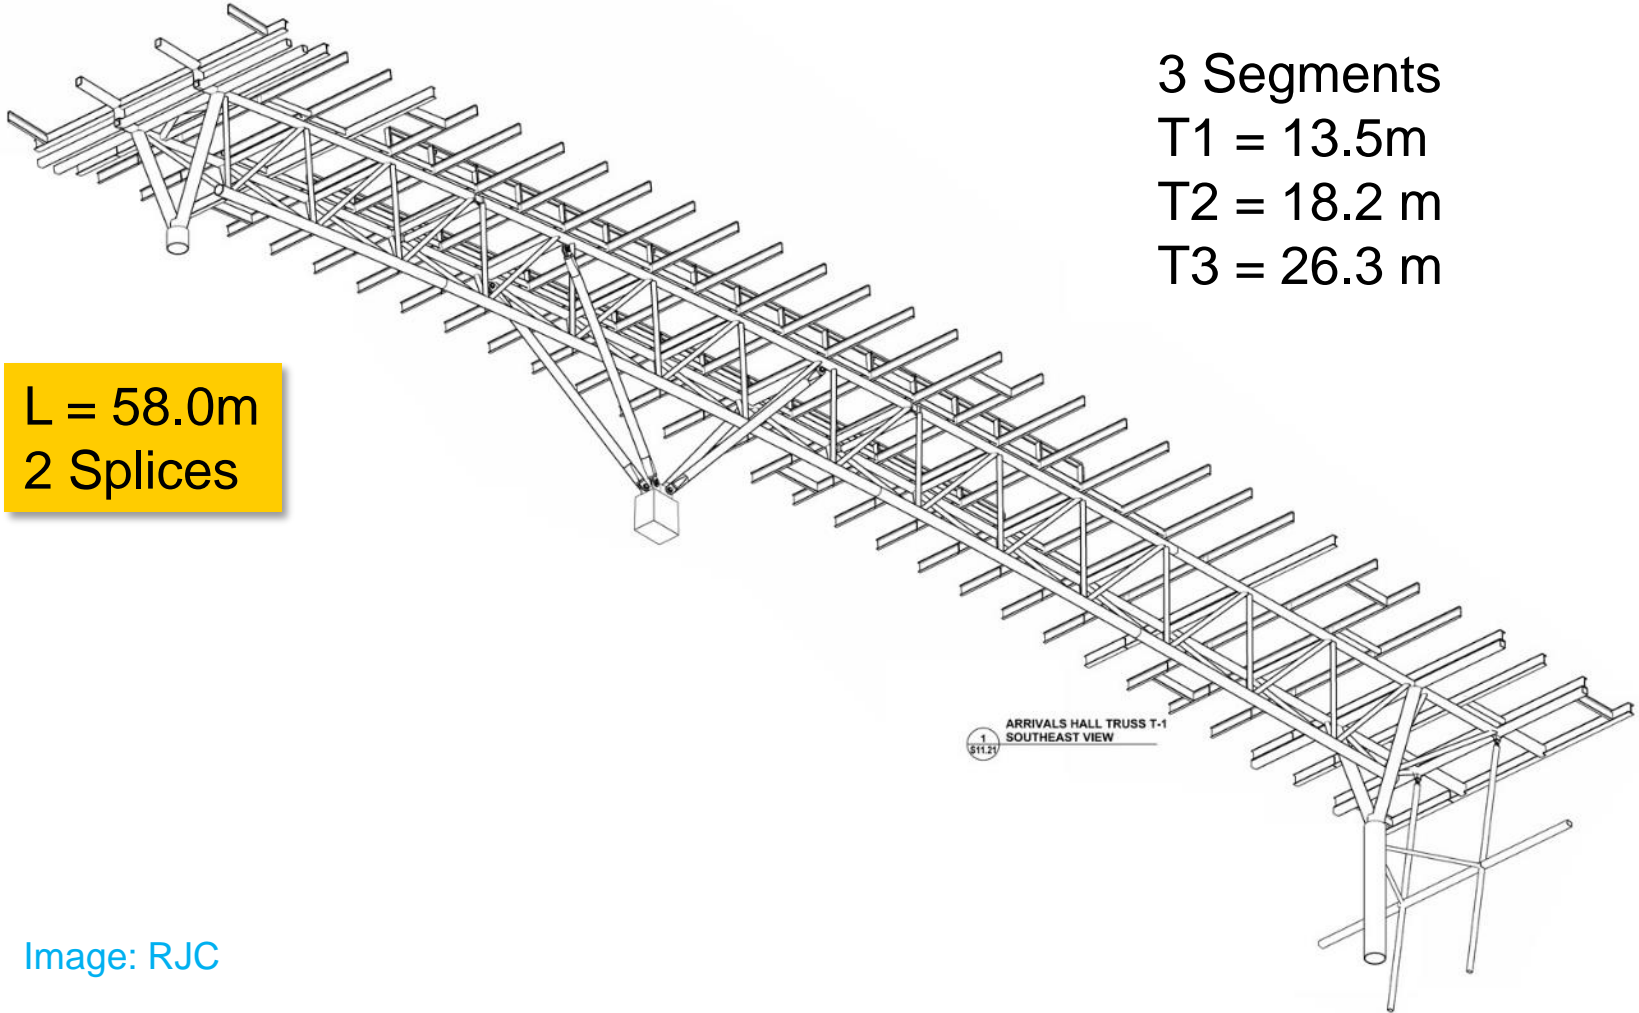 3 Segments
T1 = 13.5m
T2 = 18.2 m
T3 = 26.3 m
L = 58.0m
2 Splices
1
S11.21
ARRIVALS HALL TRUSS T-1
SOUTHEAST VIEW
Image: RJC